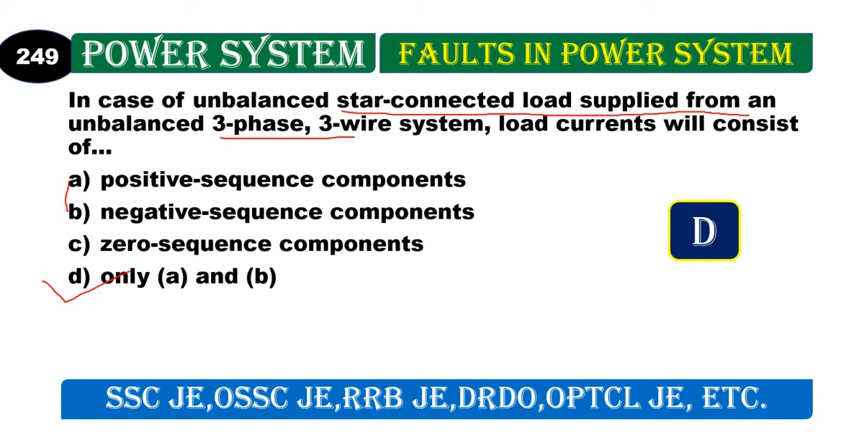 249 POWER SYSTEM FAULTS IN POWER SYSTEM
In case of unbalanced star-connected load supplied from an
unbalanced 3-phase, 3-wire system, load currents will consist
of...
a) positive-sequence components
b) negative-sequence components
c) zero-sequence components
d) only (a) and (b)
D
SSC JE,OSSC JE,RRB JE,DRDO,OPTCL JE, ETC.